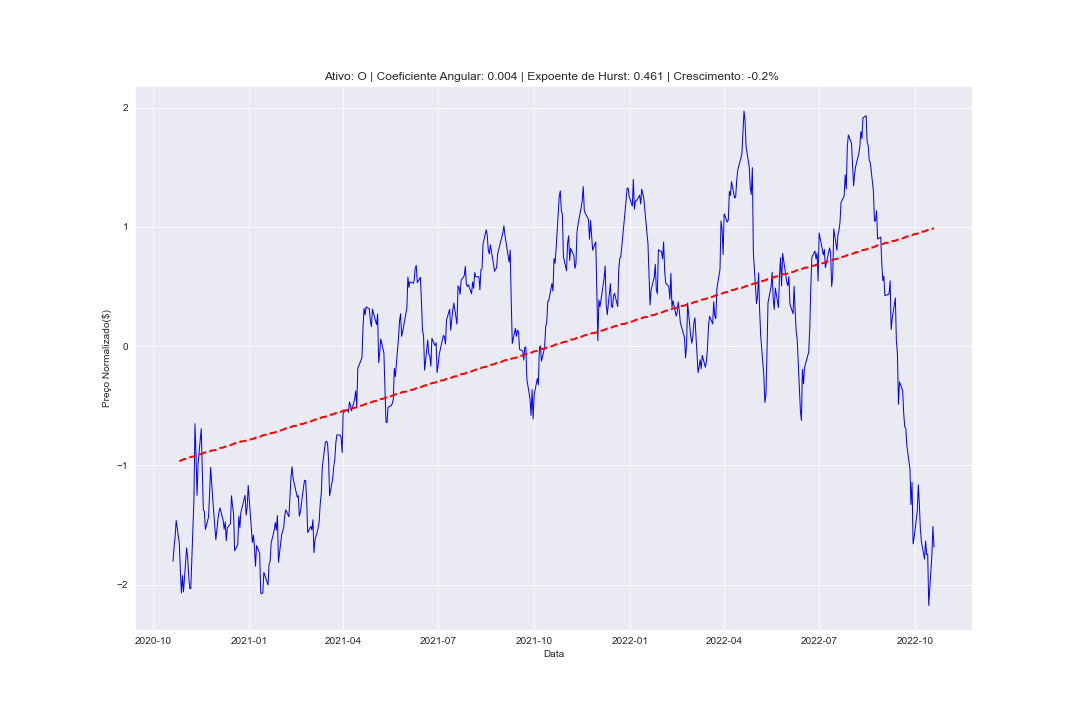 Ativo: O | Coeficiente Angular: 0.004 | Expoente de Hurst: 0.461 | Crescimento: -0.2%
Preço Normalizado($)
2
1
0
−1
−2
2020-10 2021-01 2021-04 2021-07 2021-10 2022-01 2022-04 2022-07 2022-10
Data